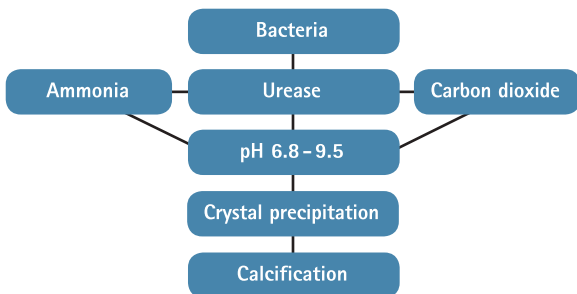 Bacteria
Ammonia
Urease
Carbon dioxide
pH 6.8 – 9.5
Crystal precipitation
Calcification